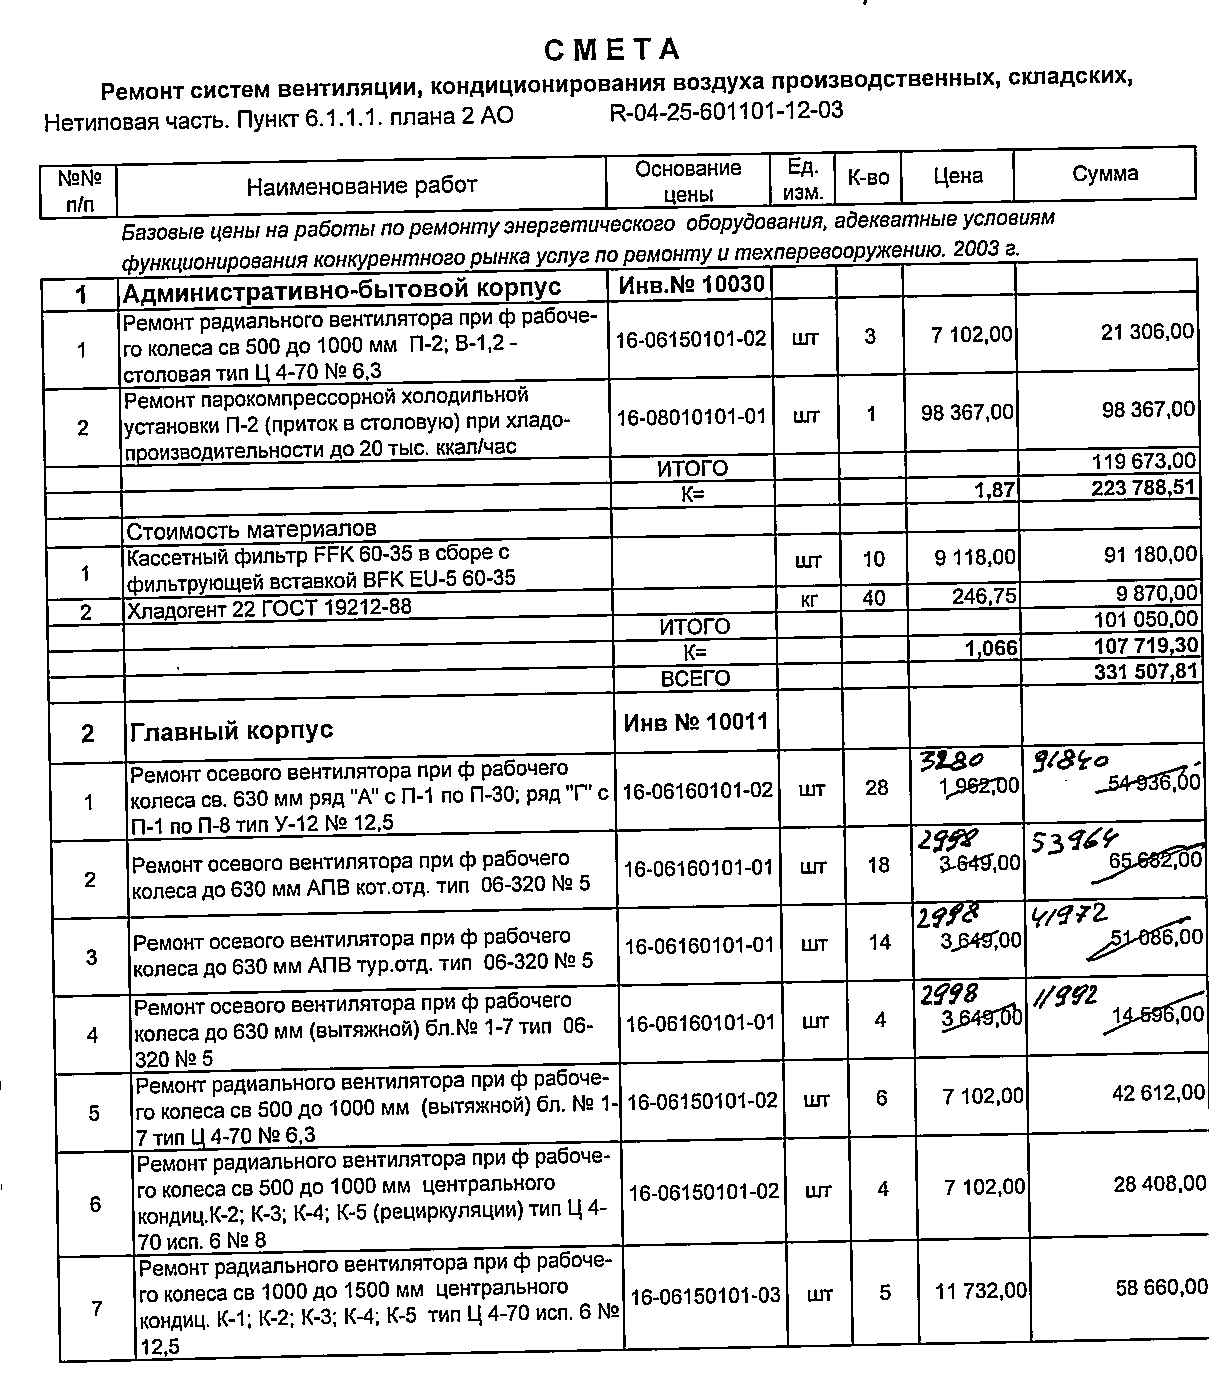 СМЕТА
Ремонт систем вентиляции, кондиционирования воздуха производственных, складских,
Нетиповая часть. Пункт 6.1.1.1. плана 2 АО R-04-25-601101-12-03
№№ п/п Наименование работ Основание цены Ед. изм. К-во Цена Сумма
Базовые цены на работы по ремонту энергетического оборудования, адекватные условиям
функционирования конкурентного рынка услуг по ремонту и техперевооружению. 2003 г.
1 Административно-бытовой корпус Инв.№ 10030
Ремонт радиального вентилятора при ф рабоче-
1 го колеса св 500 до 1000 мм П-2; В-1,2 - 16-06150101-02 шт 3 7 102,00 21 306,00
столовая тип Ц 4-70 № 6,3
Ремонт парокомпрессорной холодильной
2 установки П-2 (приток в столовую) при хладо- 16-08010101-01 шт 1 98 367,00 98 367,00
производительности до 20 тыс. ккал/час
ИТОГО 119 673,00
К= 1,87 223 788,51
Стоимость материалов
Кассетный фильтр FFK 60-35 в сборе с
1 фильтрующей вставкой BFK EU-5 60-35 шт 10 9 118,00 91 180,00
2 Хладогент 22 ГОСТ 19212-88 кг 40 246,75 9 870,00
ИТОГО 101 050,00
К= 1,066 107 719,30
ВСЕГО 331 507,81
2 Главный корпус Инв № 10011
3280 91840
Ремонт осевого вентилятора при ф рабочего
1 колеса св. 630 мм ряд "А" с П-1 по П-30; ряд "Г" с 16-06160101-02 шт 28 1 962,00 54 936,00
П-1 по П-8 тип У-12 № 12,5
2998 53964
Ремонт осевого вентилятора при ф рабочего
2 колеса до 630 мм АПВ кот.отд. тип 06-320 № 5 16-06160101-01 шт 18 3 649,00 65 682,00
2998 41972
Ремонт осевого вентилятора при ф рабочего
3 колеса до 630 мм АПВ тур.отд. тип 06-320 № 5 16-06160101-01 шт 14 3 649,00 51 086,00
2998 11992
Ремонт осевого вентилятора при ф рабочего
4 колеса до 630 мм (вытяжной) бл.№ 1-7 тип 06- 16-06160101-01 шт 4 3 649,00 14 596,00
320 № 5
Ремонт радиального вентилятора при ф рабоче-
5 го колеса св 500 до 1000 мм (вытяжной) бл. № 1- 16-06150101-02 шт 6 7 102,00 42 612,00
7 тип Ц 4-70 № 6,3
Ремонт радиального вентилятора при ф рабоче-
6 го колеса св 500 до 1000 мм центрального 16-06150101-02 шт 4 7 102,00 28 408,00
кондиц.К-2; К-3; К-4; К-5 (рециркуляции) тип Ц 4-
70 исп. 6 № 8
Ремонт радиального вентилятора при ф рабоче-
7 го колеса св 1000 до 1500 мм центрального 16-06150101-03 шт 5 11 732,00 58 660,00
кондиц. К-1; К-2; К-3; К-4; К-5 тип Ц 4-70 исп. 6 №
12,5